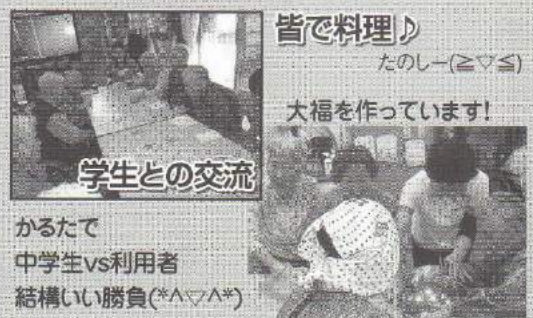 学生との交流
かるたで
中学生vs利用者
結構いい勝負(*^▽^*)
皆で料理♪
たのしー(≧▽≦)
大福を作っています!